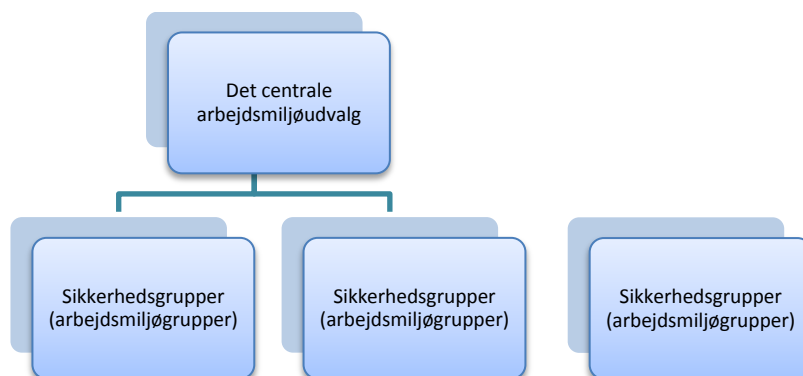 Det centrale
arbejdsmiljøudvalg
Sikkerhedsgrupper
(arbejdsmiljøgrupper)
Sikkerhedsgrupper
(arbejdsmiljøgrupper)
Sikkerhedsgrupper
(arbejdsmiljøgrupper)